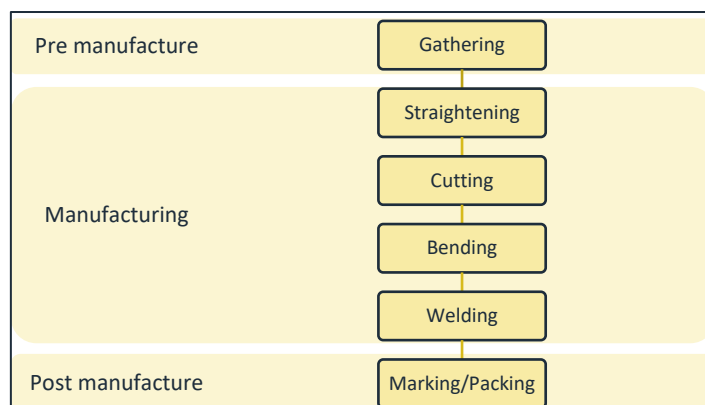 Pre manufacture
Gathering
Straightening
Cutting
Manufacturing
Bending
Welding
Post manufacture
Marking/Packing